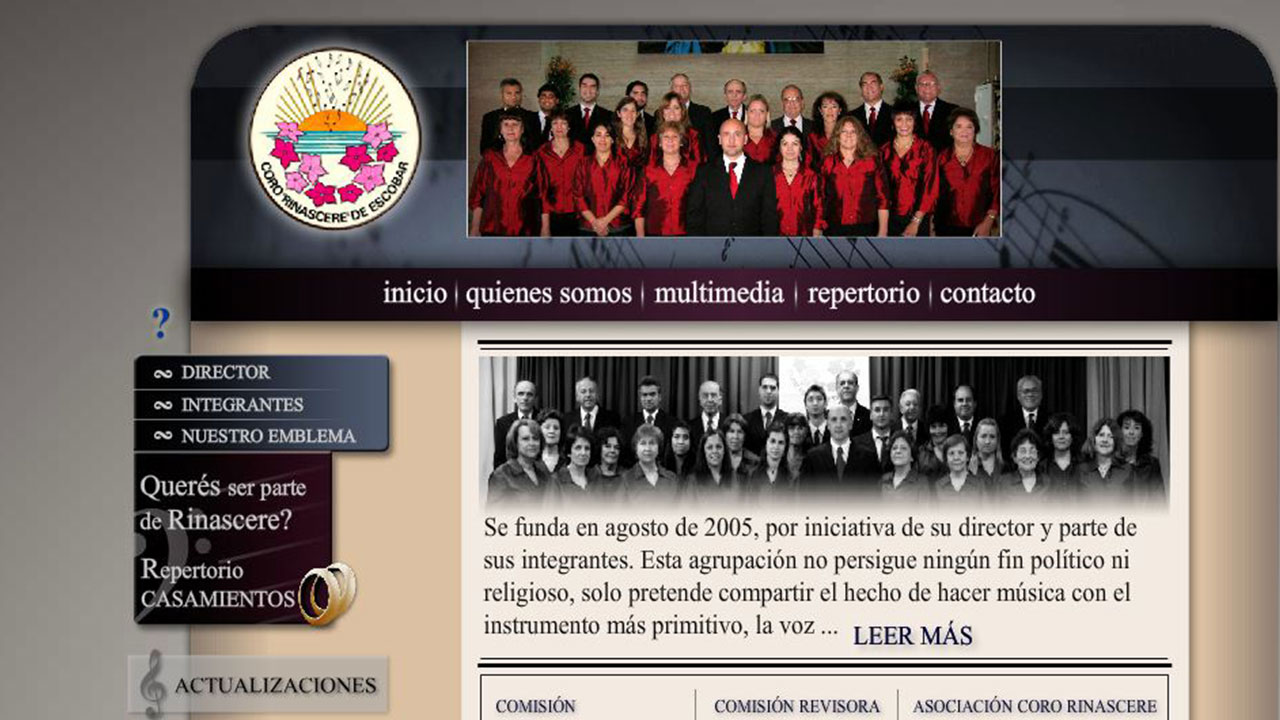 CORO "RINASCERE" DE ESCOBAR
inicio quienes somos multimedia repertorio contacto
?
DIRECTOR
INTEGRANTES
NUESTRO EMBLEMA
Querés ser parte
de Rinascere?
Repertorio
CASAMIENTOS
ACTUALIZACIONES
Se funda en agosto de 2005, por iniciativa de su director y parte de
sus integrantes. Esta agrupación no persigue ningún fin político ni
religioso, solo pretende compartir el hecho de hacer música con el
instrumento más primitivo, la voz ... LEER MÁS
COMISIÓN COMISIÓN REVISORA ASOCIACIÓN CORO RINASCERE